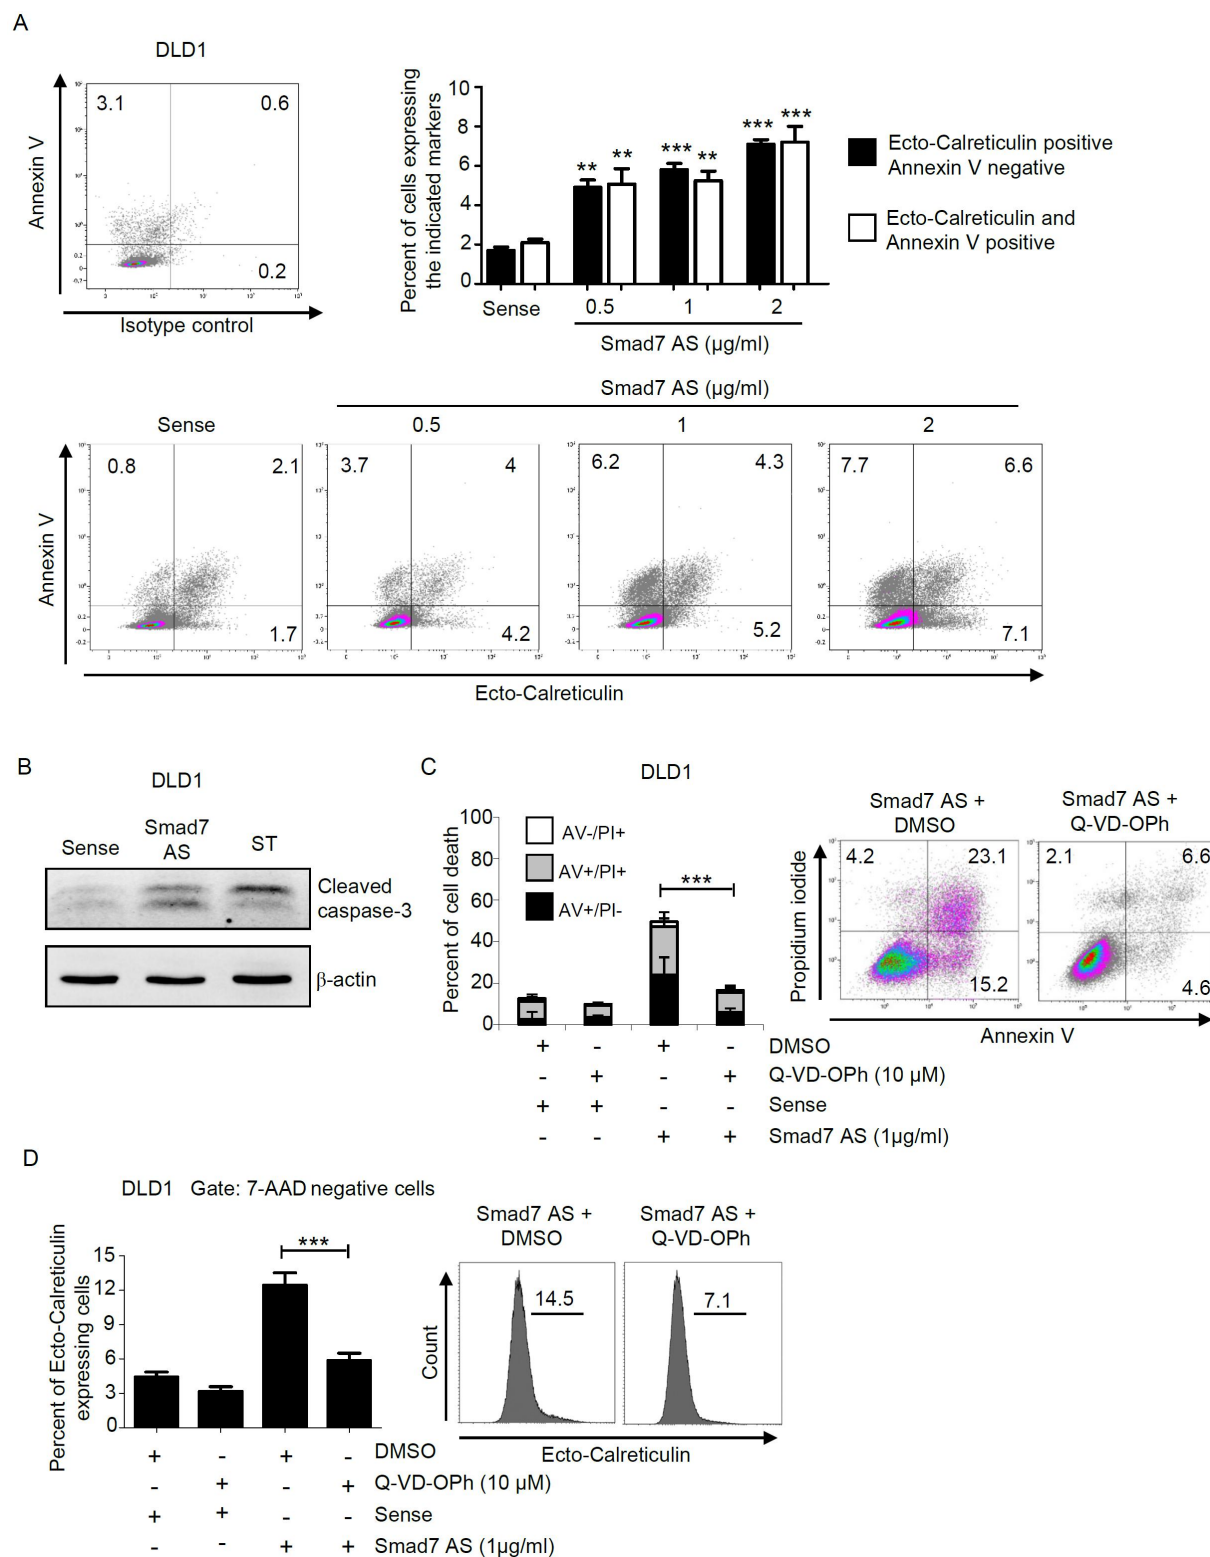 A
DLD1
Annexin V
3.1
0.6
0.2
Isotype control
Percent of cells expressing
the indicated markers
10
8
6
4
2
0
**
**
***
**
***
***
Sense
0.5
1
2
Smad7 AS (µg/ml)
Ecto-Calreticulin positive
Annexin V negative
Ecto-Calreticulin and
Annexin V positive
Smad7 AS (µg/ml)
Sense
0.5
1
2
Annexin V
0.8
2.1
1.7
3.7
4
4.2
6.2
4.3
5.2
7.7
6.6
7.1
Ecto-Calreticulin
B
DLD1
Sense
Smad7
AS
ST
Cleaved
caspase-3
β-actin
C
DLD1
Percent of cell death
100
80
60
40
20
0
AV-/PI+
AV+/PI+
AV+/PI-
***
+ - + - DMSO
- + - + Q-VD-OPh (10 µM)
+ + - - Sense
- - + + Smad7 AS (1µg/ml)
Smad7 AS +
DMSO
Smad7 AS +
Q-VD-OPh
Propidium iodide
4.2
23.1
15.2
2.1
6.6
4.6
Annexin V
D
DLD1 Gate: 7-AAD negative cells
Percent of Ecto-Calreticulin
expressing cells
15
12
9
6
3
0
***
+ - + - DMSO
- + - + Q-VD-OPh (10 µM)
+ + - - Sense
- - + + Smad7 AS (1µg/ml)
Smad7 AS +
DMSO
Smad7 AS +
Q-VD-OPh
Count
14.5
7.1
Ecto-Calreticulin